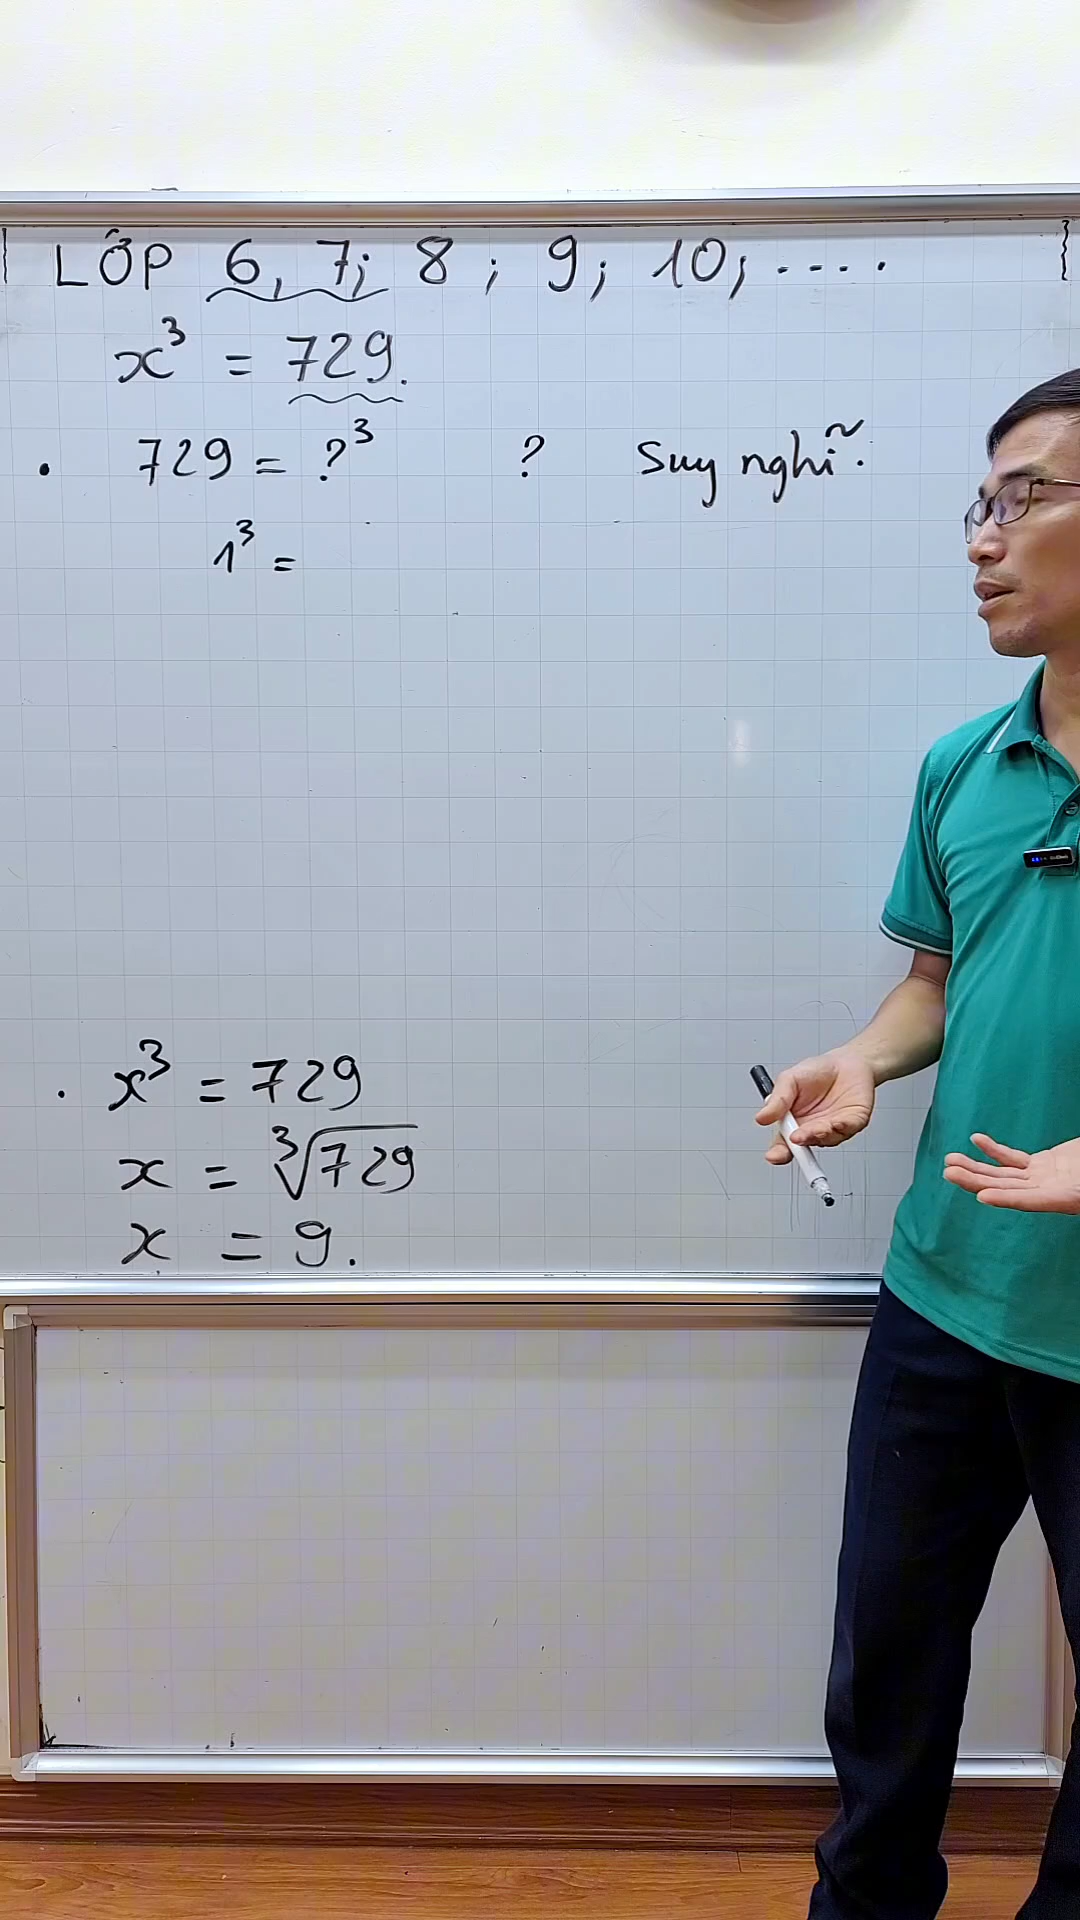 LỚP 6, 7; 8; 9; 10; ....
x³ = 729.
. 729 = ?³ ? Suy nghĩ.
1³ =
. x³ = 729
x = ∛729
x = 9.